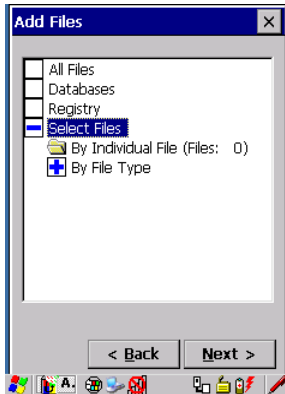 Add Files
All Files
Databases
Registry
Select Files
By Individual File (Files: 0)
By File Type
< Back
Next >
A.